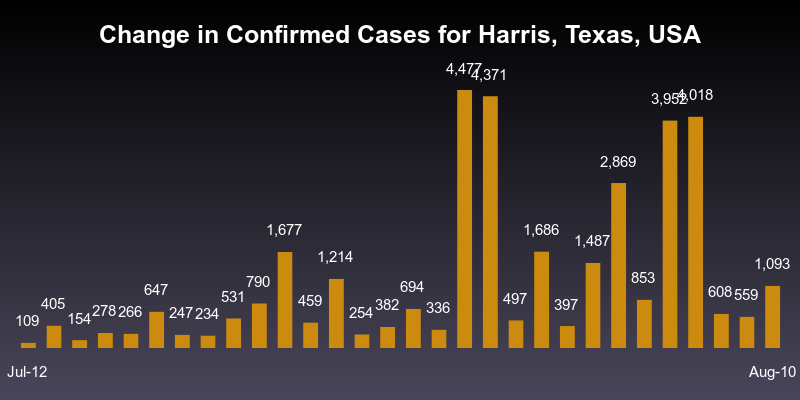 Change in Confirmed Cases for Harris, Texas, USA
109 405 154 278 266 647 247 234 531 790 1,677 459 1,214 254 382 694 336 4,477 4,371 497 1,686 397 1,487 2,869 853 3,952 4,018 608 559 1,093
Jul-12 Aug-10